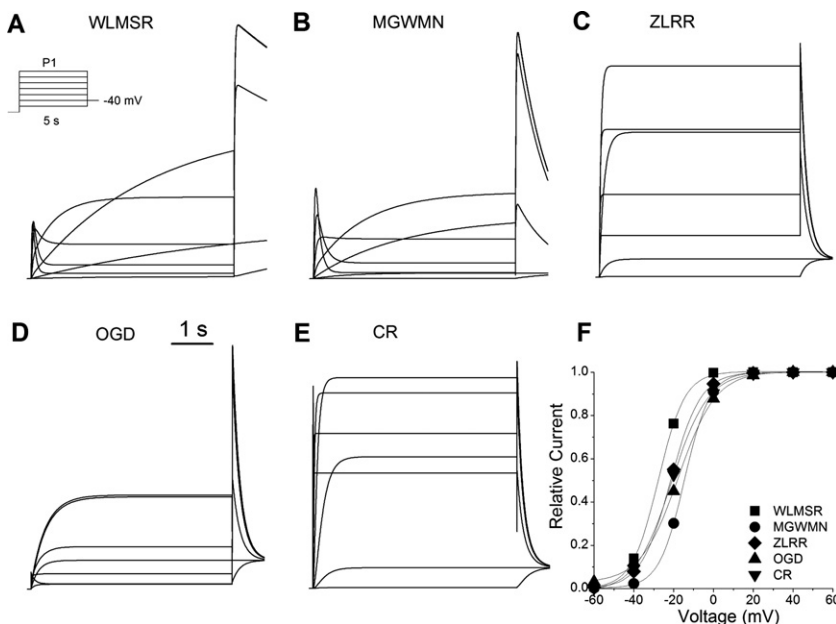 A WLMSR
P1
-40 mV
5 s
B MGWMN
C ZLRR
D OGD 1 s
E CR
F
Relative Current
1.0
0.8
0.6
0.4
0.2
0.0
-60 -40 -20 0 20 40 60
Voltage (mV)
WLMSR
MGWMN
ZLRR
OGD
CR